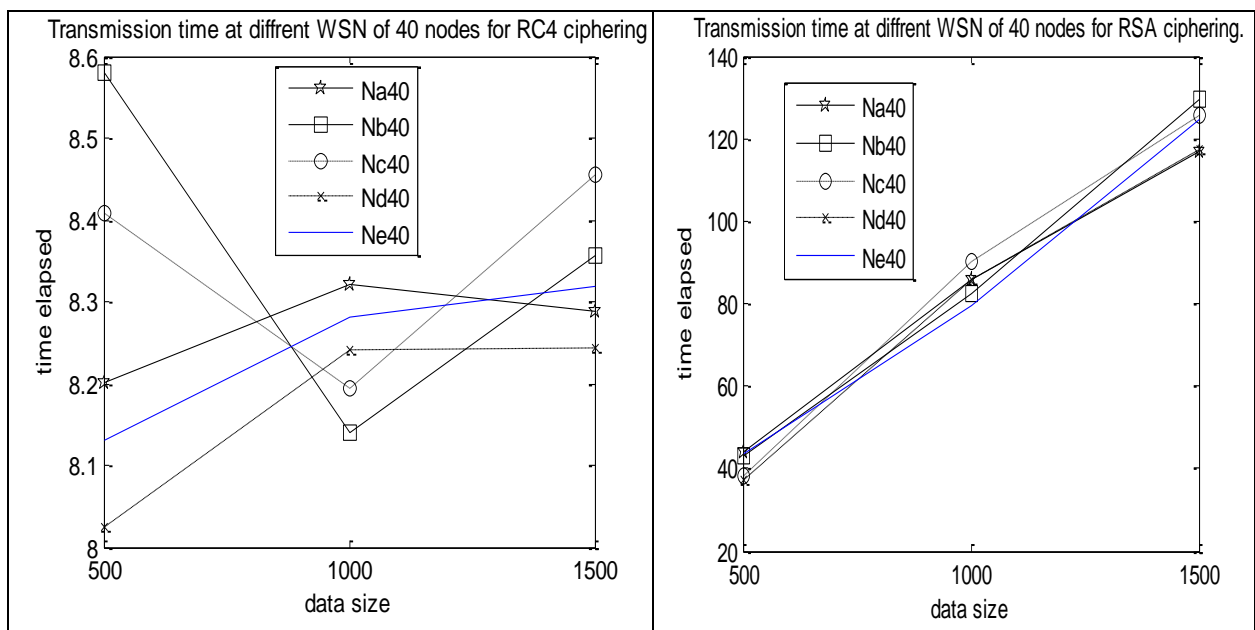 Transmission time at diffrent WSN of 40 nodes for RC4 ciphering
8.6
8.5
8.4
8.3
8.2
8.1
8
time elapsed
Na40
Nb40
Nc40
Nd40
Ne40
500
1000
1500
data size
Transmission time at diffrent WSN of 40 nodes for RSA ciphering.
140
120
100
80
60
40
20
time elapsed
Na40
Nb40
Nc40
Nd40
Ne40
500
1000
1500
data size